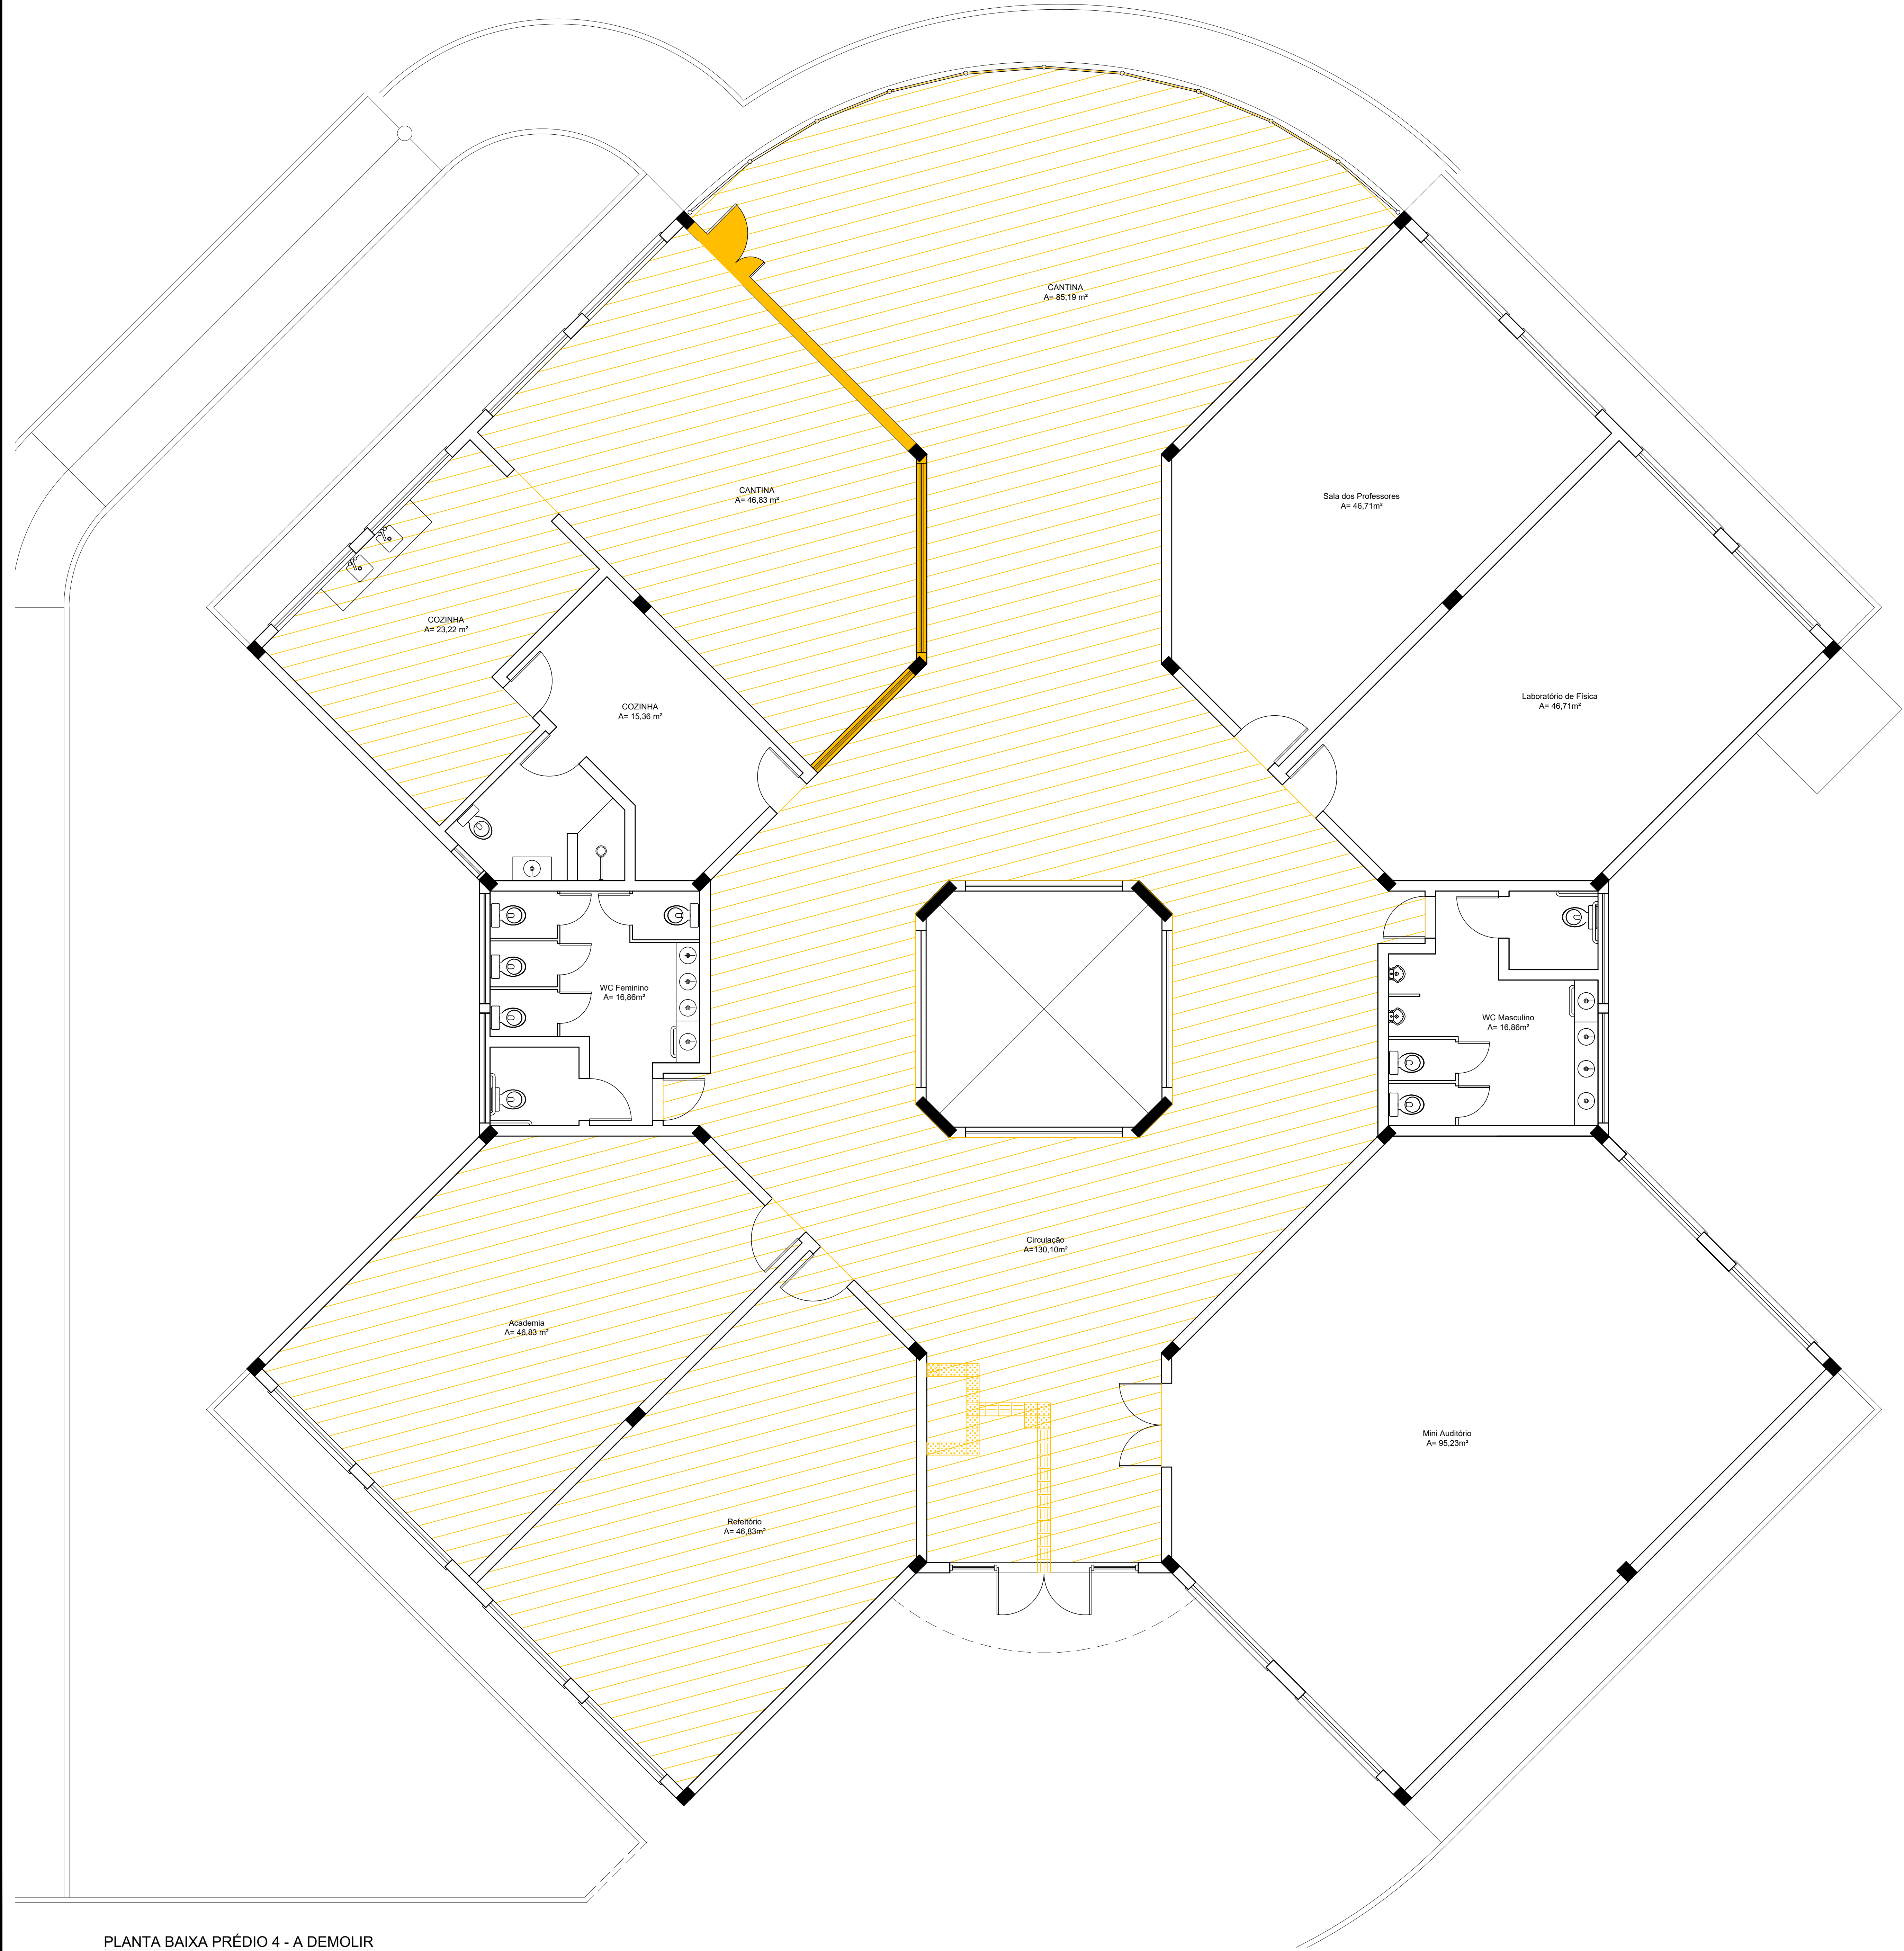 CANTINA
A= 85,19 m²
CANTINA
A= 46,83 m²
Sala dos Professores
A= 46,71m²
COZINHA
A= 23,22 m²
COZINHA
A= 15,36 m²
Laboratório de Física
A= 46,71m²
WC Feminino
A= 16,86m²
WC Masculino
A= 16,86m²
Circulação
A=130,10m²
Academia
A= 46,83 m²
Mini Auditório
A= 95,23m²
Refeitório
A= 46,83m²
PLANTA BAIXA PRÉDIO 4 - A DEMOLIR